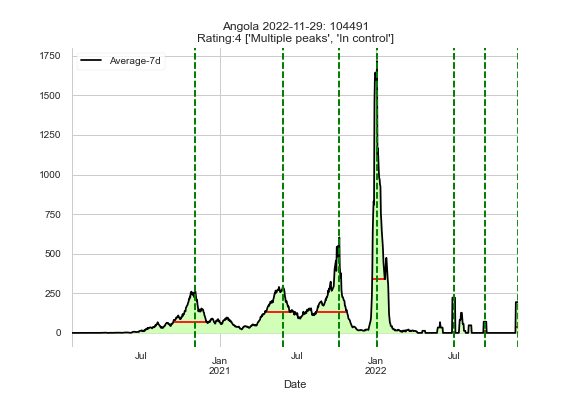 Angola 2022-11-29: 104491
Rating:4 ['Multiple peaks', 'In control']
Average-7d
1750
1500
1250
1000
750
500
250
0
Jul
Jan
2021
Jul
Jan
2022
Jul
Date